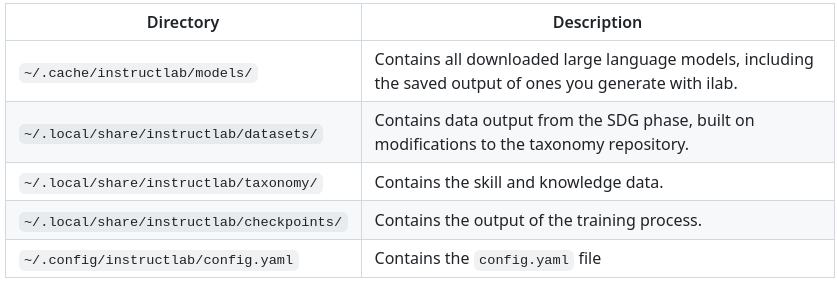 Directory Description
~/.cache/instructlab/models/ Contains all downloaded large language models, including
the saved output of ones you generate with ilab.
~/.local/share/instructlab/datasets/ Contains data output from the SDG phase, built on
modifications to the taxonomy repository.
~/.local/share/instructlab/taxonomy/ Contains the skill and knowledge data.
~/.local/share/instructlab/checkpoints/ Contains the output of the training process.
~/.config/instructlab/config.yaml Contains the config.yaml file